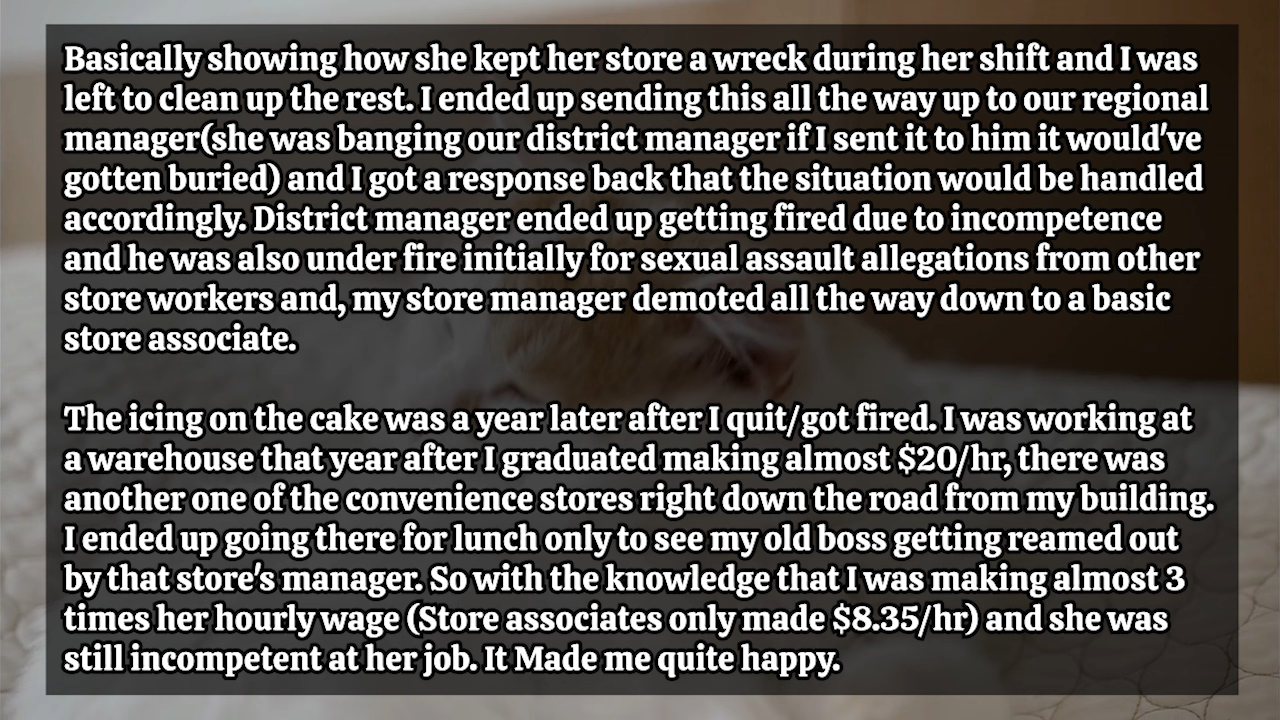 Basically showing how she kept her store a wreck during her shift and I was
left to clean up the rest. I ended up sending this all the way up to our regional
manager(she was banging our district manager if I sent it to him it would've
gotten buried) and I got a response back that the situation would be handled
accordingly. District manager ended up getting fired due to incompetence
and he was also under fire initially for sexual assault allegations from other
store workers and, my store manager demoted all the way down to a basic
store associate.
The icing on the cake was a year later after I quit/got fired. I was working at
a warehouse that year after I graduated making almost $20/hr, there was
another one of the convenience stores right down the road from my building.
I ended up going there for lunch only to see my old boss getting reamed out
by that store's manager. So with the knowledge that I was making almost 3
times her hourly wage (Store associates only made $8.35/hr) and she was
still incompetent at her job. It Made me quite happy.